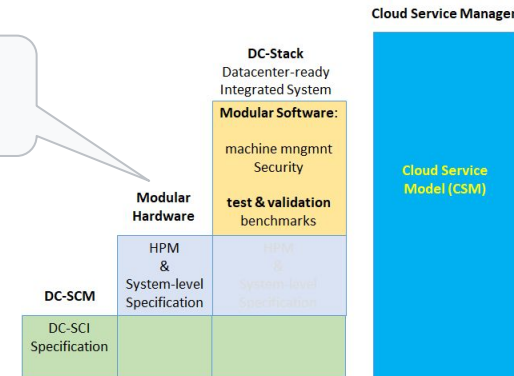 Cloud Service Manager
DC-Stack
Datacenter-ready
Integrated System
Modular Software:
machine mngmnt
Security
test & validation
benchmarks
Cloud Service
Model (CSM)
Modular
Hardware
HPM
&
System-level
Specification
HPM
&
System-level
Specification
DC-SCM
DC-SCI
Specification